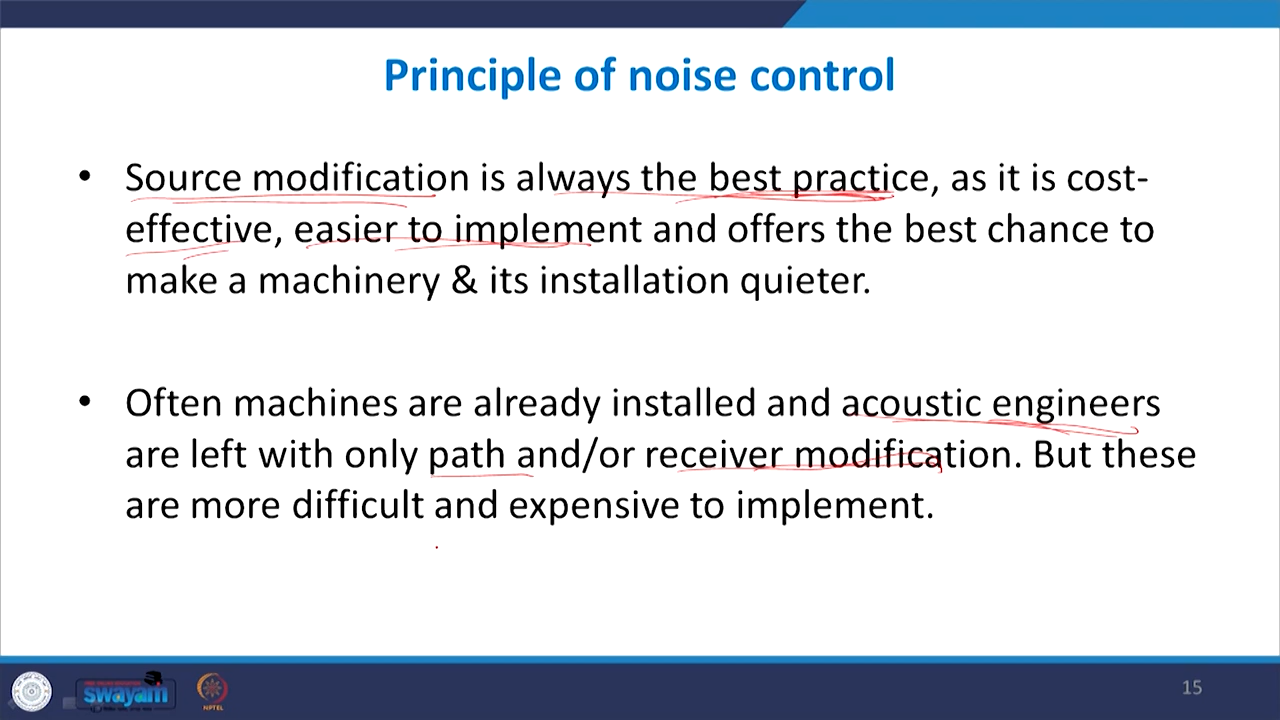 Principle of noise control
• Source modification is always the best practice, as it is cost-
effective, easier to implement and offers the best chance to
make a machinery & its installation quieter.
• Often machines are already installed and acoustic engineers
are left with only path and/or receiver modification. But these
are more difficult and expensive to implement.
swayam
NPTEL
15